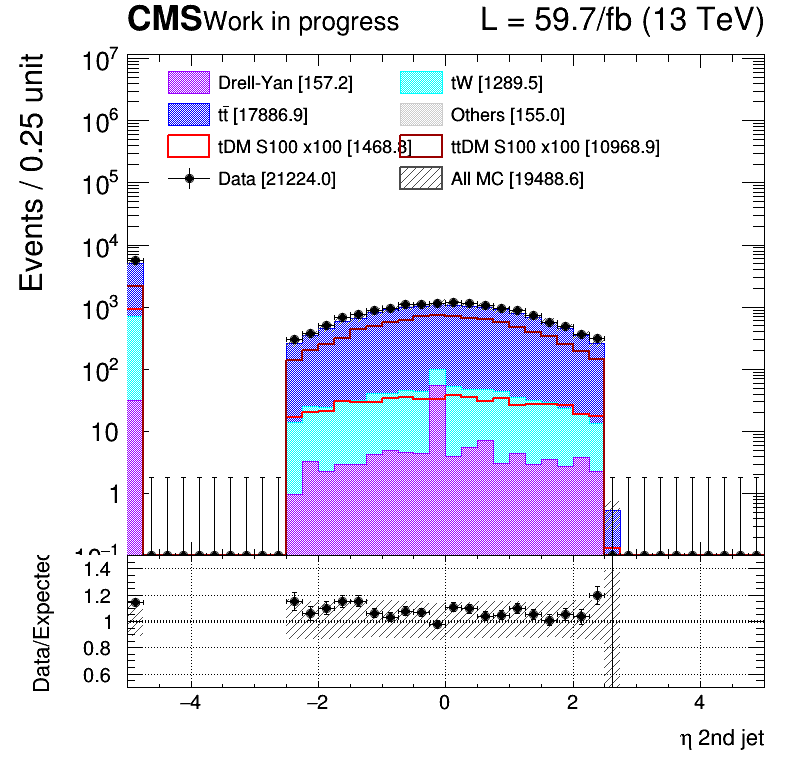 CMS Work in progress L = 59.7/fb (13 TeV)
Events / 0.25 unit
10⁷
10⁶
10⁵
10⁴
10³
10²
10
1
10⁻¹
Drell-Yan [157.2]
tW [1289.5]
tt̄ [17886.9]
Others [155.0]
tDM S100 x100 [1468.8]
ttDM S100 x100 [10968.9]
Data [21224.0]
All MC [19488.6]
Data/Expected
1.4
1.2
1
0.8
0.6
−4 −2 0 2 4
η 2nd jet